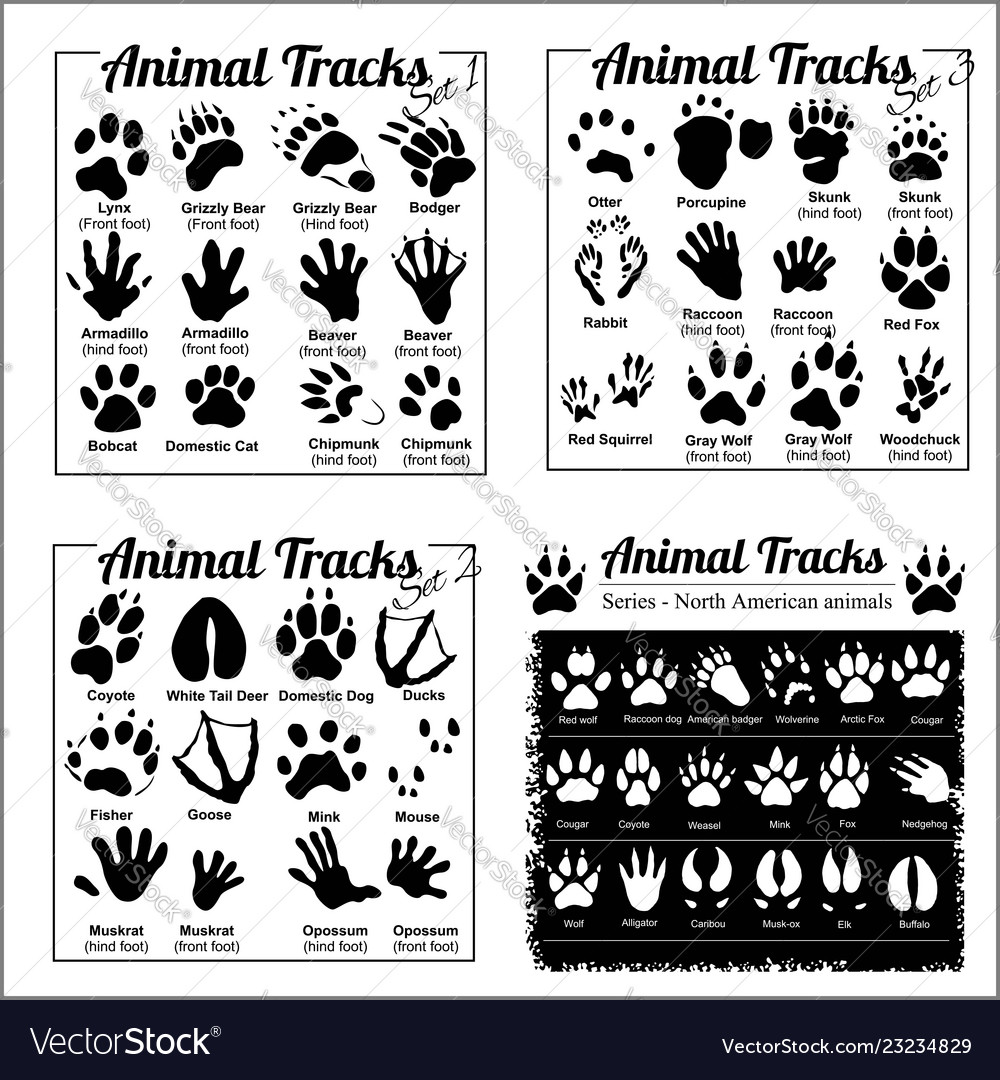 Animal Tracks
Set 1
Lynx
(Front foot)
Grizzly Bear
(Front foot)
Grizzly Bear
(Hind foot)
Bodger
Armadillo
(hind foot)
Armadillo
(front foot)
Beaver
(front foot)
Beaver
(front foot)
Bobcat
Domestic Cat
Chipmunk
(hind foot)
Chipmunk
(front foot)
Animal Tracks
Set 3
Otter
Porcupine
Skunk
(hind foot)
Skunk
(front foot)
Rabbit
Raccoon
(hind foot)
Raccoon
(front foot)
Red Fox
Red Squirrel
Gray Wolf
(front foot)
Gray Wolf
(hind foot)
Woodchuck
(hind foot)
Animal Tracks
Set 2
Coyote
White Tail Deer
Domestic Dog
Ducks
Fisher
Goose
Mink
Mouse
Muskrat
(hind foot)
Muskrat
(front foot)
Opossum
(hind foot)
Opossum
(front foot)
Animal Tracks
Series - North American animals
Red wolf
Raccoon dog
American badger
Wolverine
Arctic Fox
Cougar
Cougar
Coyote
Weasel
Mink
Fox
Nedgehog
Wolf
Alligator
Caribou
Musk-ox
Elk
Buffalo
VectorStock®
VectorStock.com/23234829